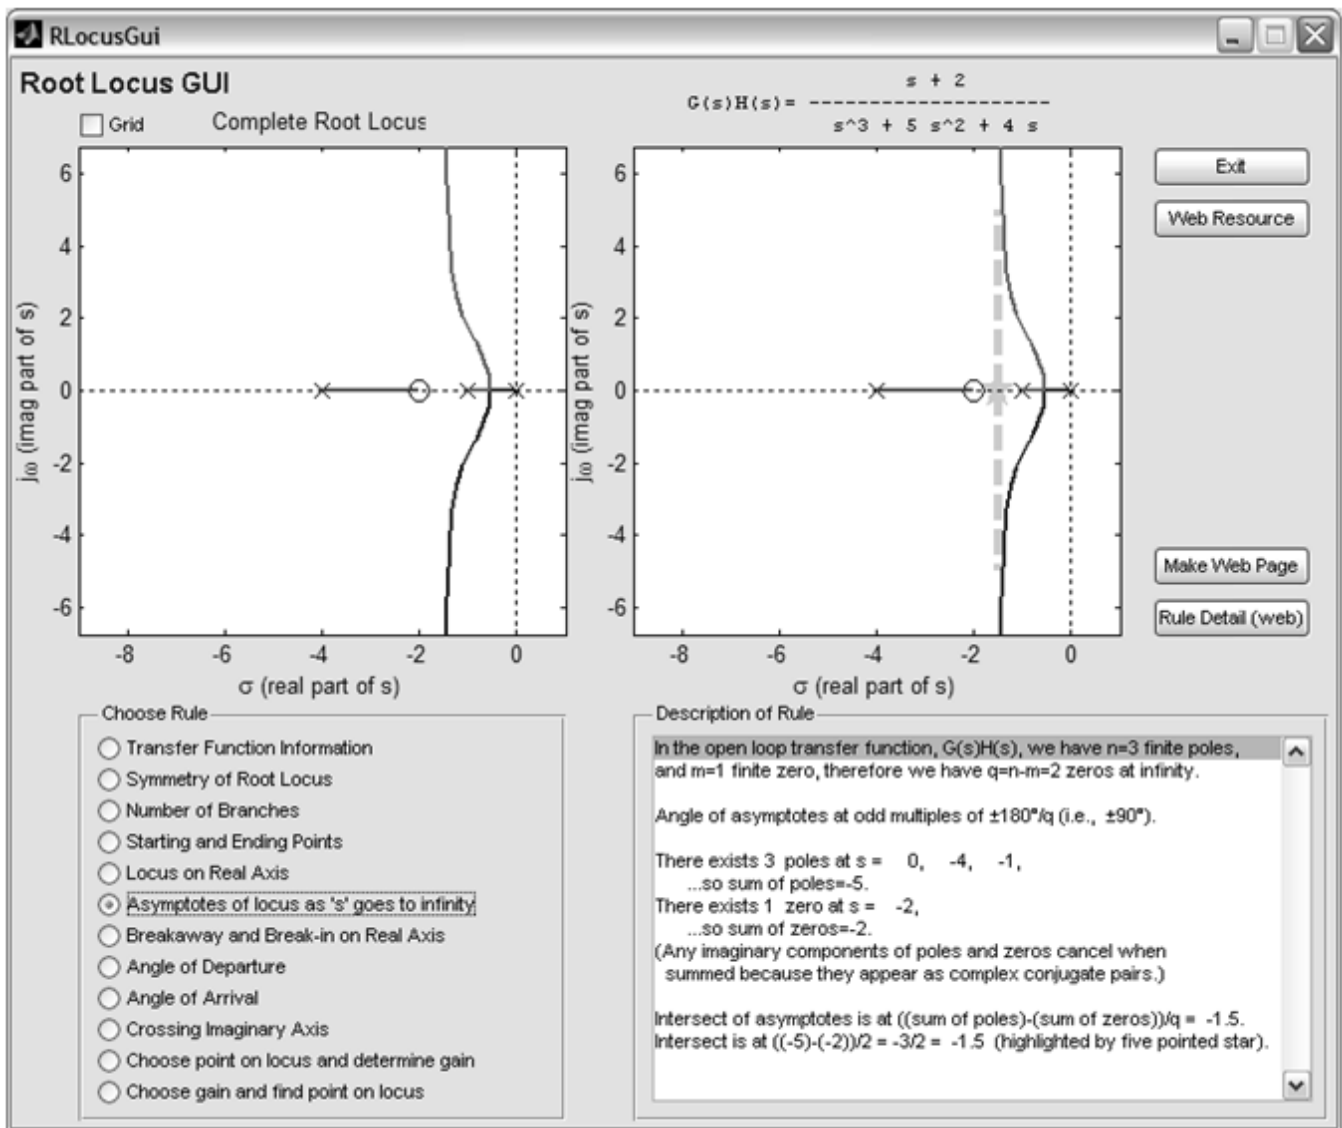 RLocusGui
Root Locus GUI
Grid
Complete Root Locus
s + 2
G(s)H(s)= ----------------------
s^3 + 5 s^2 + 4 s
6
4
2
0
-2
-4
-6
jω (imag part of s)
-8
-6
-4
-2
0
σ (real part of s)
6
4
2
0
-2
-4
-6
jω (imag part of s)
-8
-6
-4
-2
0
σ (real part of s)
Exit
Web Resource
Make Web Page
Rule Detail (web)
Choose Rule
Transfer Function Information
Symmetry of Root Locus
Number of Branches
Starting and Ending Points
Locus on Real Axis
Asymptotes of locus as 's' goes to infinity
Breakaway and Break-in on Real Axis
Angle of Departure
Angle of Arrival
Crossing Imaginary Axis
Choose point on locus and determine gain
Choose gain and find point on locus
Description of Rule
In the open loop transfer function, G(s)H(s), we have n=3 finite poles,
and m=1 finite zero, therefore we have q=n-m=2 zeros at infinity.
Angle of asymptotes at odd multiples of ±180°/q (i.e., ±90°).
There exists 3 poles at s = 0, -4, -1,
...so sum of poles=-5.
There exists 1 zero at s = -2,
...so sum of zeros=-2.
(Any imaginary components of poles and zeros cancel when
summed because they appear as complex conjugate pairs.)
Intersect of asymptotes is at ((sum of poles)-(sum of zeros))/q = -1.5.
Intersect is at ((-5)-(-2))/2 = -3/2 = -1.5 (highlighted by five pointed star).